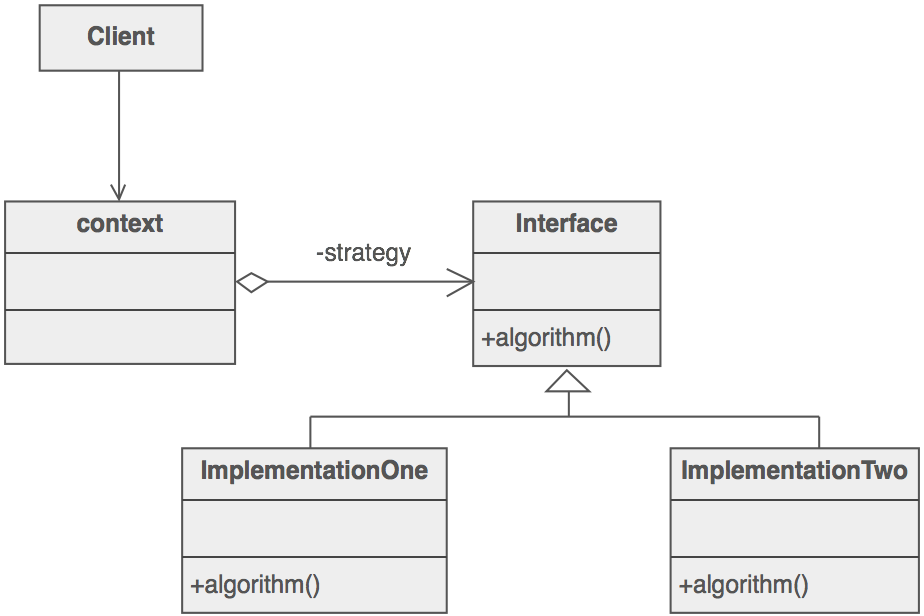 Client
context
-strategy
Interface
+algorithm()
ImplementationOne
+algorithm()
ImplementationTwo
+algorithm()